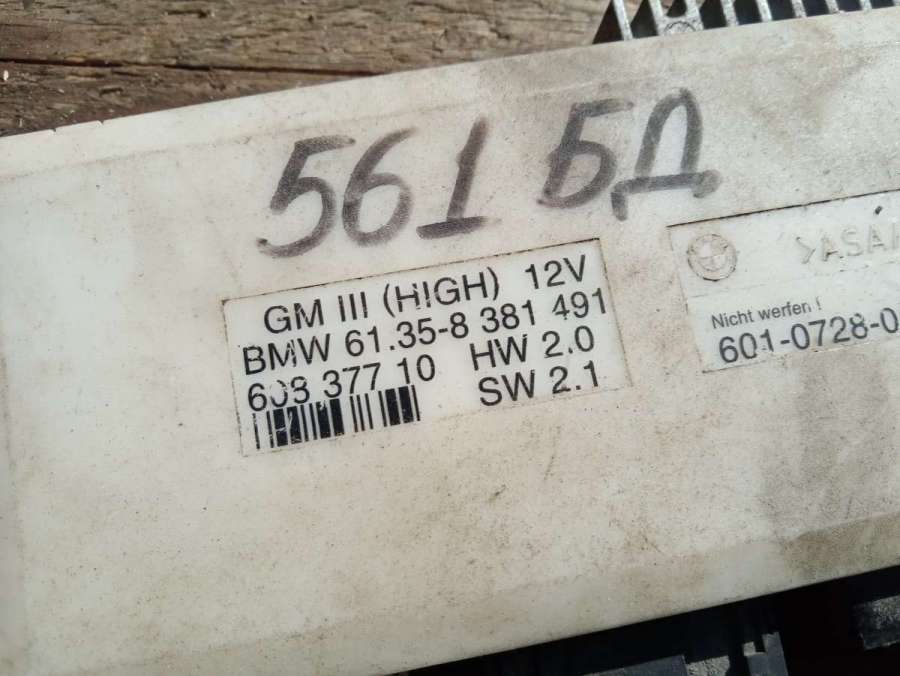 561 БД
GM III (HIGH) 12V
BMW 61.35-8 381 491
608 377 10 HW 2.0
SW 2.1
>ASA
Nicht werfen!
601-0728-0